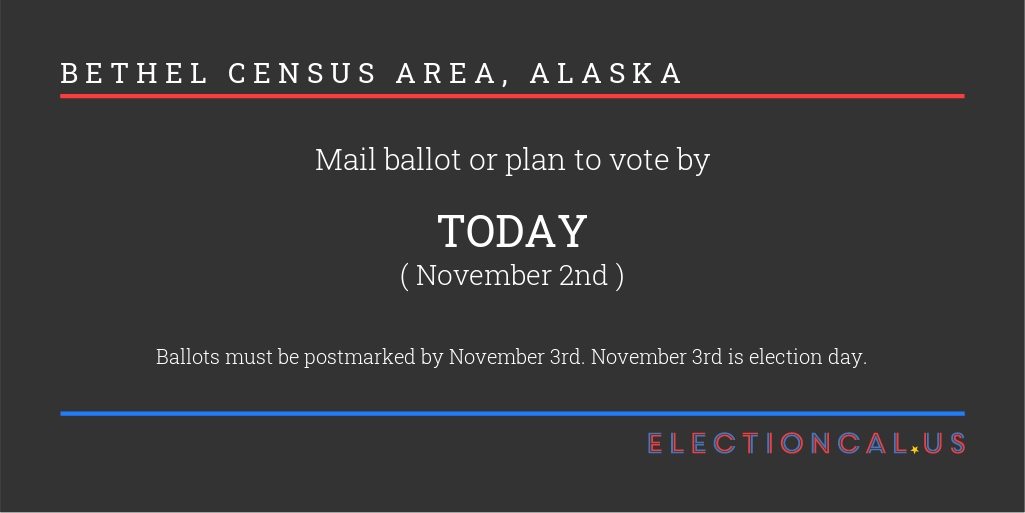 BETHEL CENSUS AREA, ALASKA
Mail ballot or plan to vote by
TODAY
( November 2nd )
Ballots must be postmarked by November 3rd. November 3rd is election day.
ELECTIONCAL.US